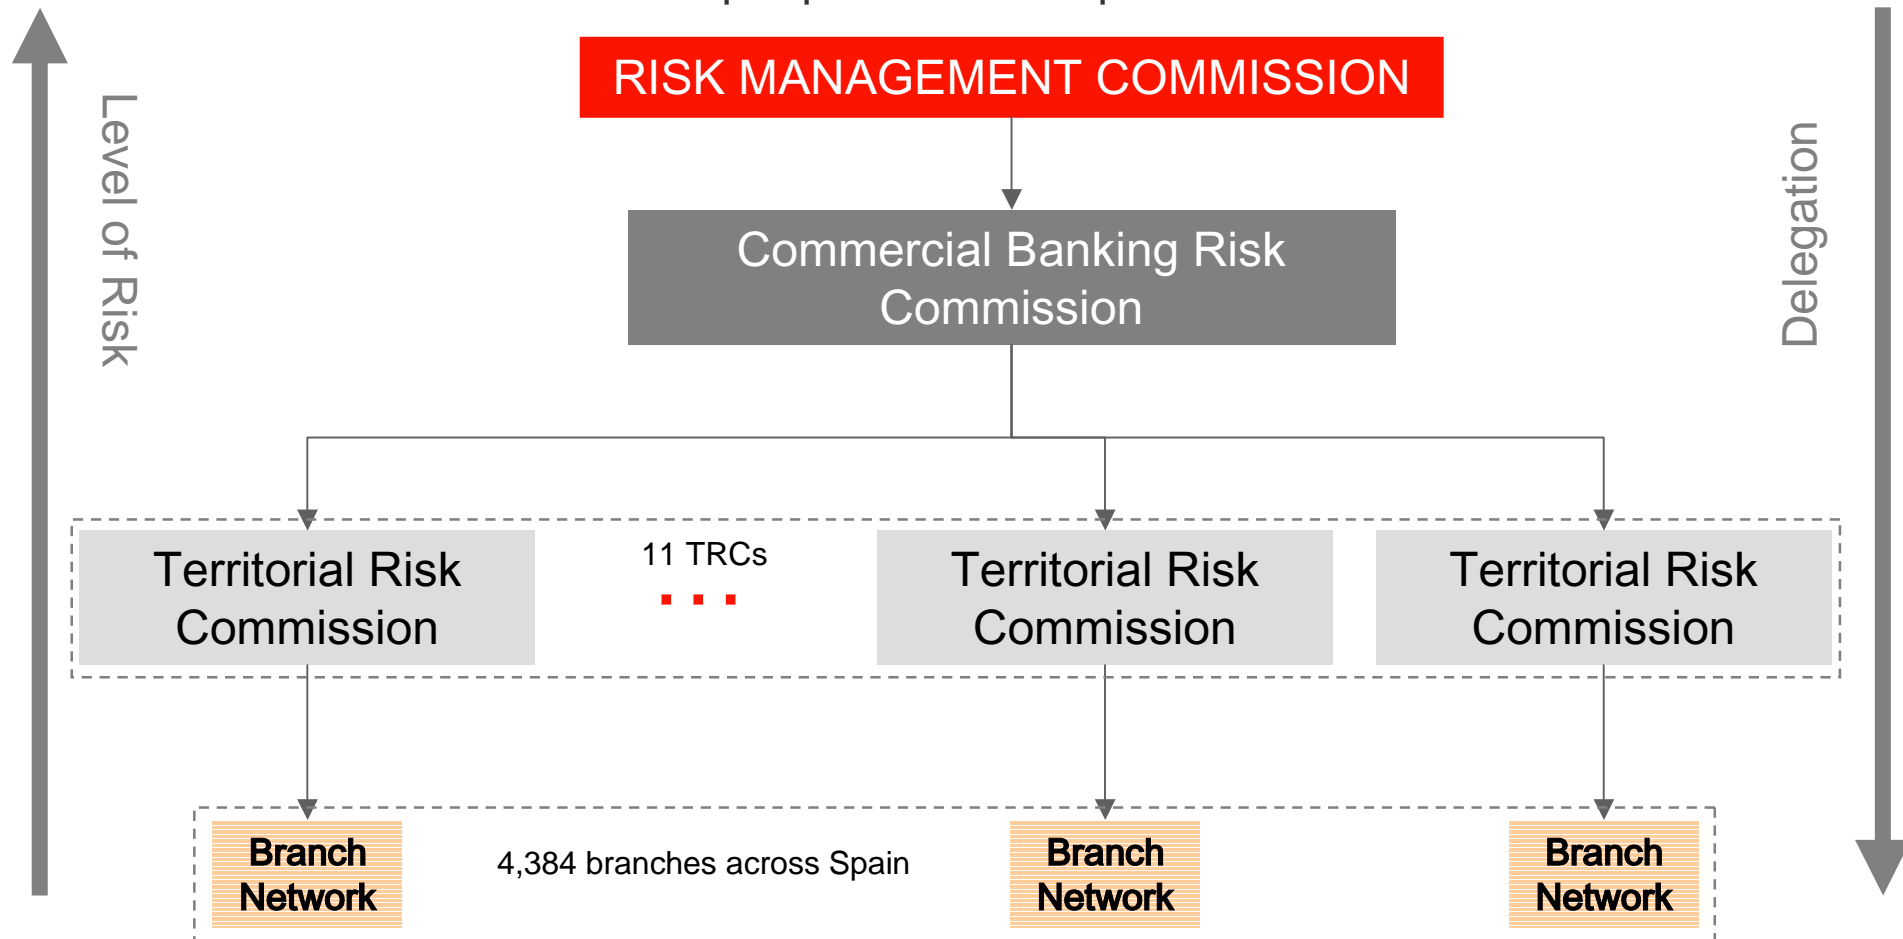 RISK MANAGEMENT COMMISSION
Level of Risk
Delegation
Commercial Banking Risk
Commission
Territorial Risk
Commission
11 TRCs
Territorial Risk
Commission
Territorial Risk
Commission
Branch
Network
4,384 branches across Spain
Branch
Network
Branch
Network